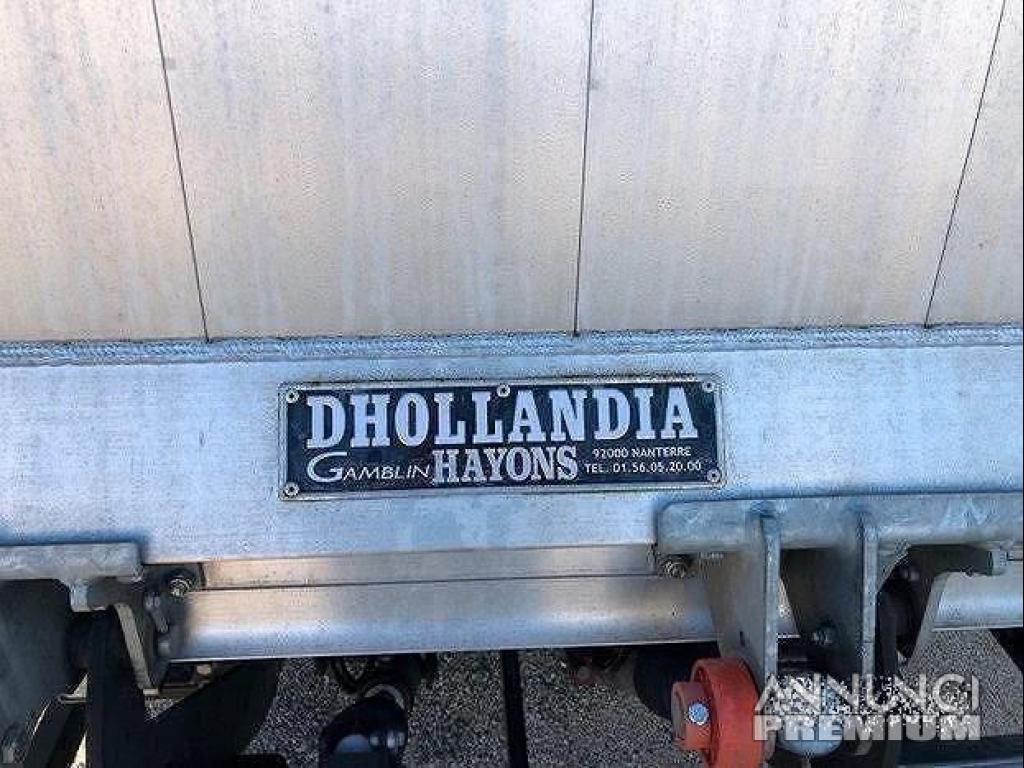 DHOLLANDIA
GAMBLIN HAYONS
92000 NANTERRE
TEL. 01.56.05.20.00
ANNUNCI
PREMIUM